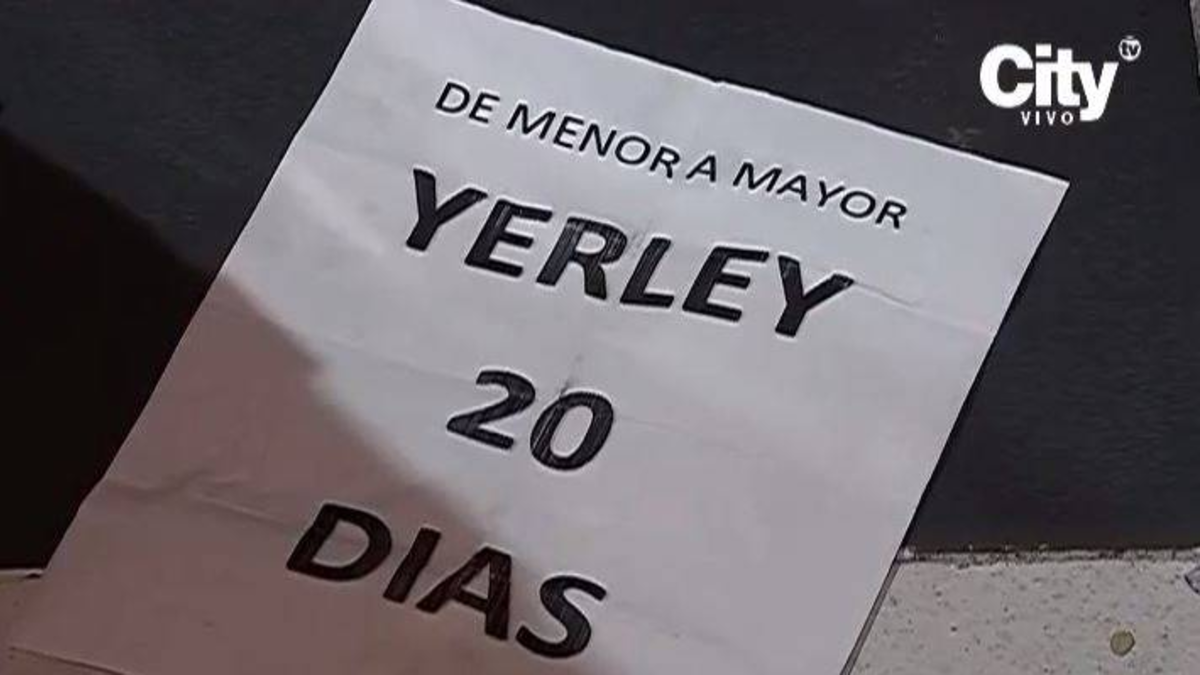 City tv
VIVO
DE MENOR A MAYOR
YERLEY
20
DIAS